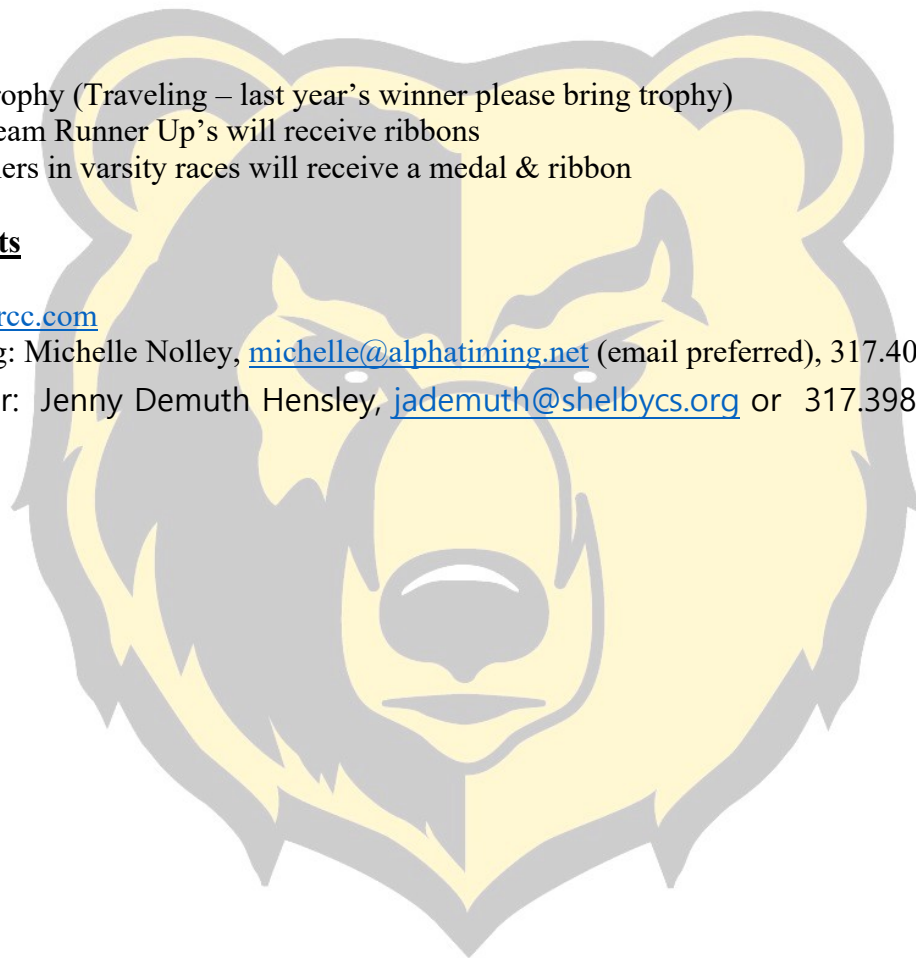 rophy (Traveling – last year's winner please bring trophy)
eam Runner Up's will receive ribbons
ers in varsity races will receive a medal & ribbon
ts
rcc.com
g: Michelle Nolley, michelle@alphatiming.net (email preferred), 317.40
r: Jenny Demuth Hensley, jademuth@shelbycs.org or 317.398